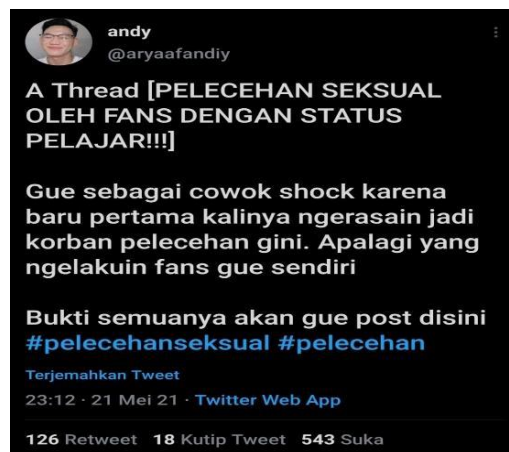 andy
@aryaafandiy
A Thread [PELECEHAN SEKSUAL
OLEH FANS DENGAN STATUS
PELAJAR!!!]
Gue sebagai cowok shock karena
baru pertama kalinya ngerasain jadi
korban pelecehan gini. Apalagi yang
ngelakuin fans gue sendiri
Bukti semuanya akan gue post disini
#pelecehanseksual #pelecehan
Terjemahkan Tweet
23:12 · 21 Mei 21 · Twitter Web App
126 Retweet 18 Kutip Tweet 543 Suka